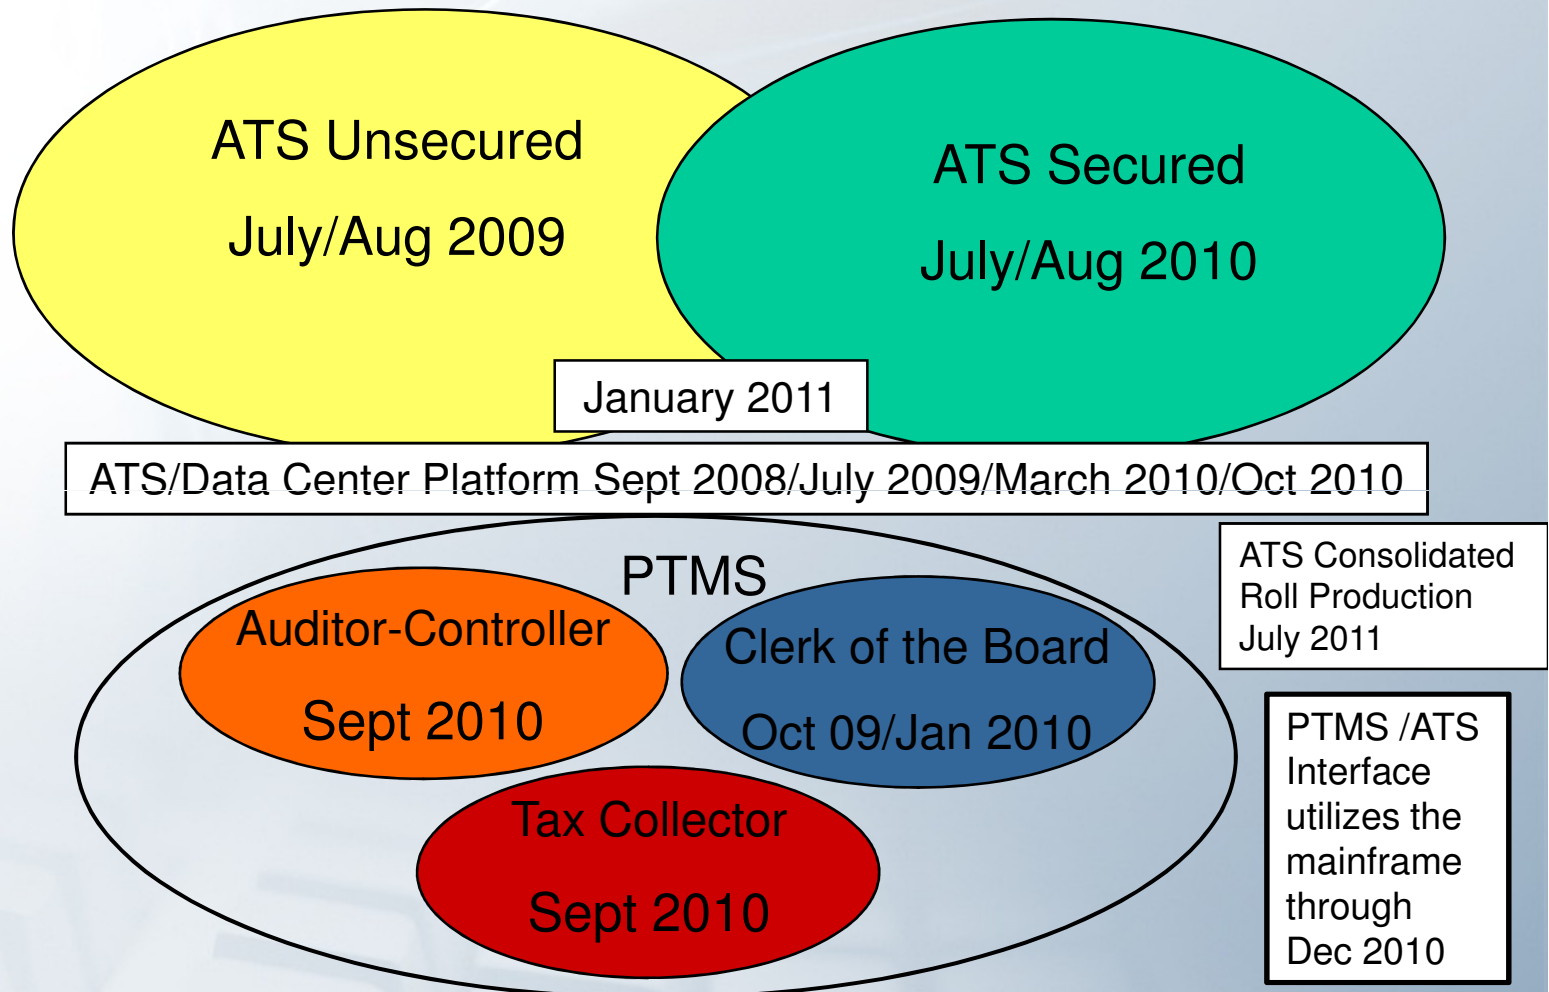 ATS Unsecured
July/Aug 2009
ATS Secured
July/Aug 2010
January 2011
ATS/Data Center Platform Sept 2008/July 2009/March 2010/Oct 2010
PTMS
Auditor-Controller
Sept 2010
Clerk of the Board
Oct 09/Jan 2010
Tax Collector
Sept 2010
ATS Consolidated
Roll Production
July 2011
PTMS /ATS
Interface
utilizes the
mainframe
through
Dec 2010